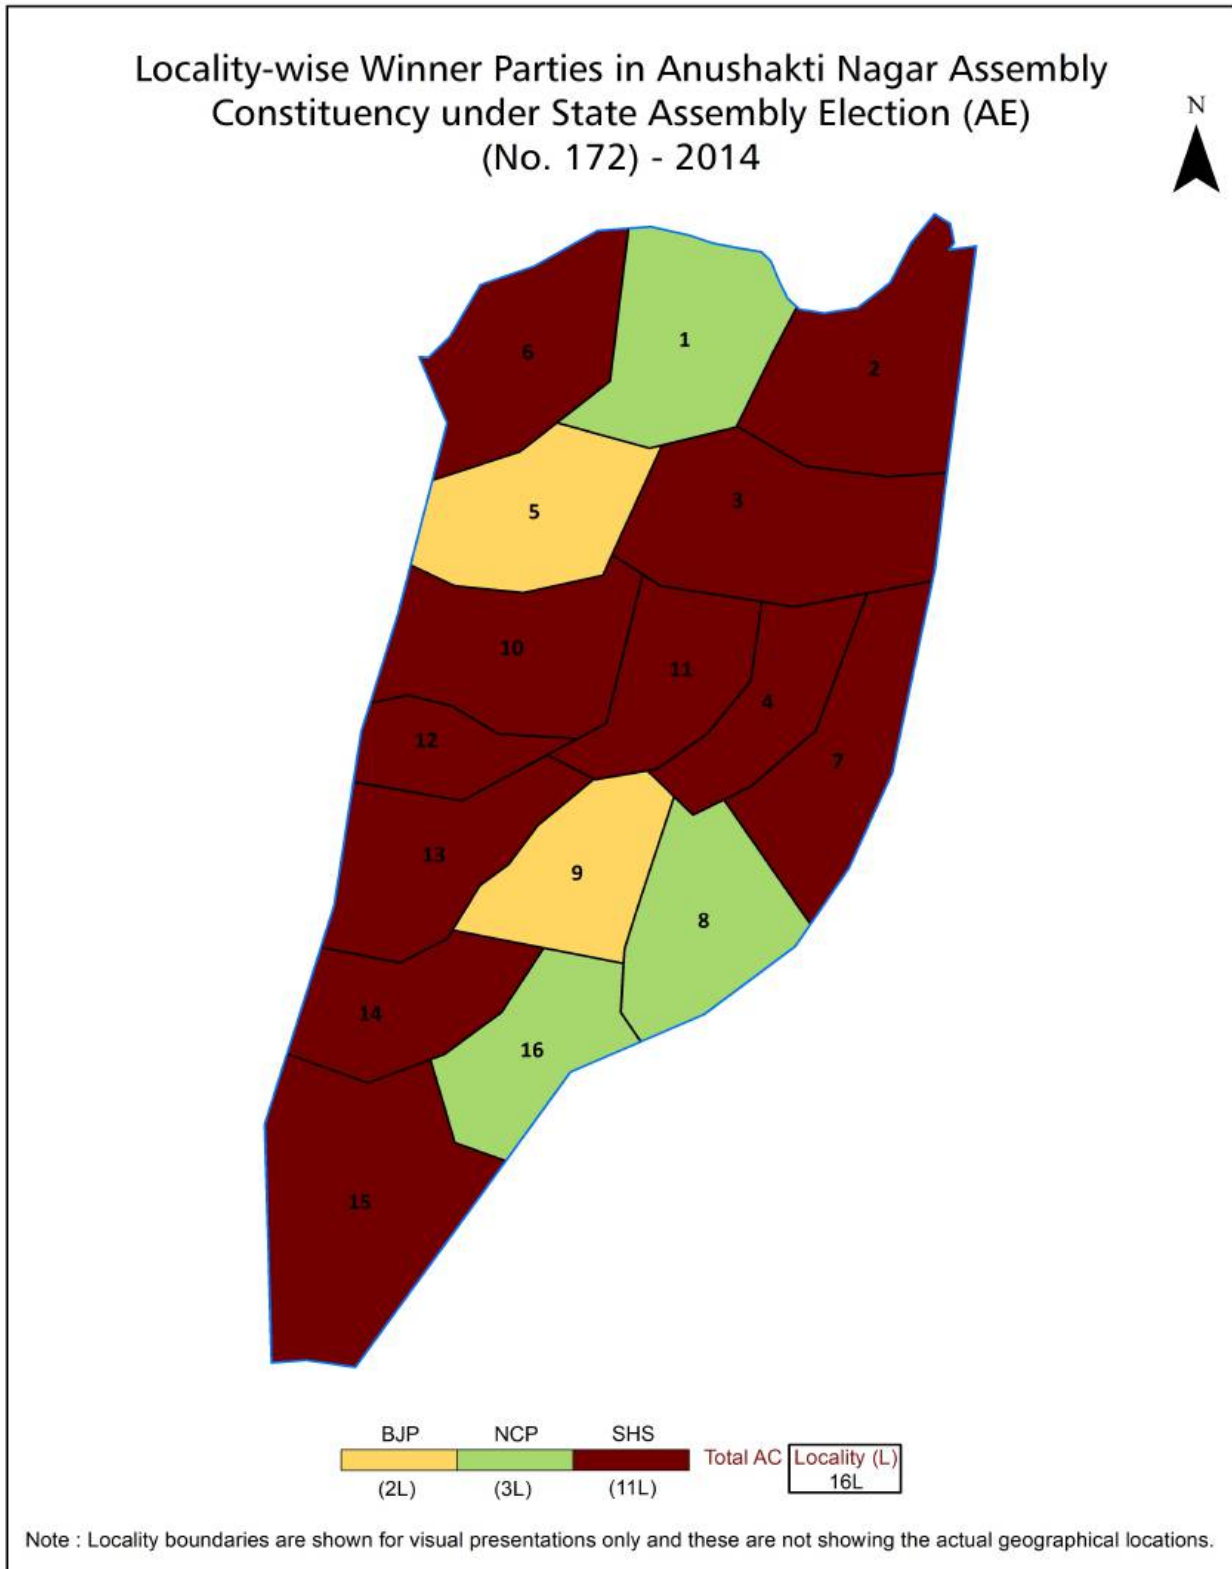 Locality-wise Winner Parties in Anushakti Nagar Assembly
Constituency under State Assembly Election (AE)
(No. 172) - 2014
N
6
1
2
5
3
10
11
4
12
7
13
9
8
14
16
15
BJP NCP SHS
Total AC Locality (L)
16L
(2L) (3L) (11L)
Note : Locality boundaries are shown for visual presentations only and these are not showing the actual geographical locations.